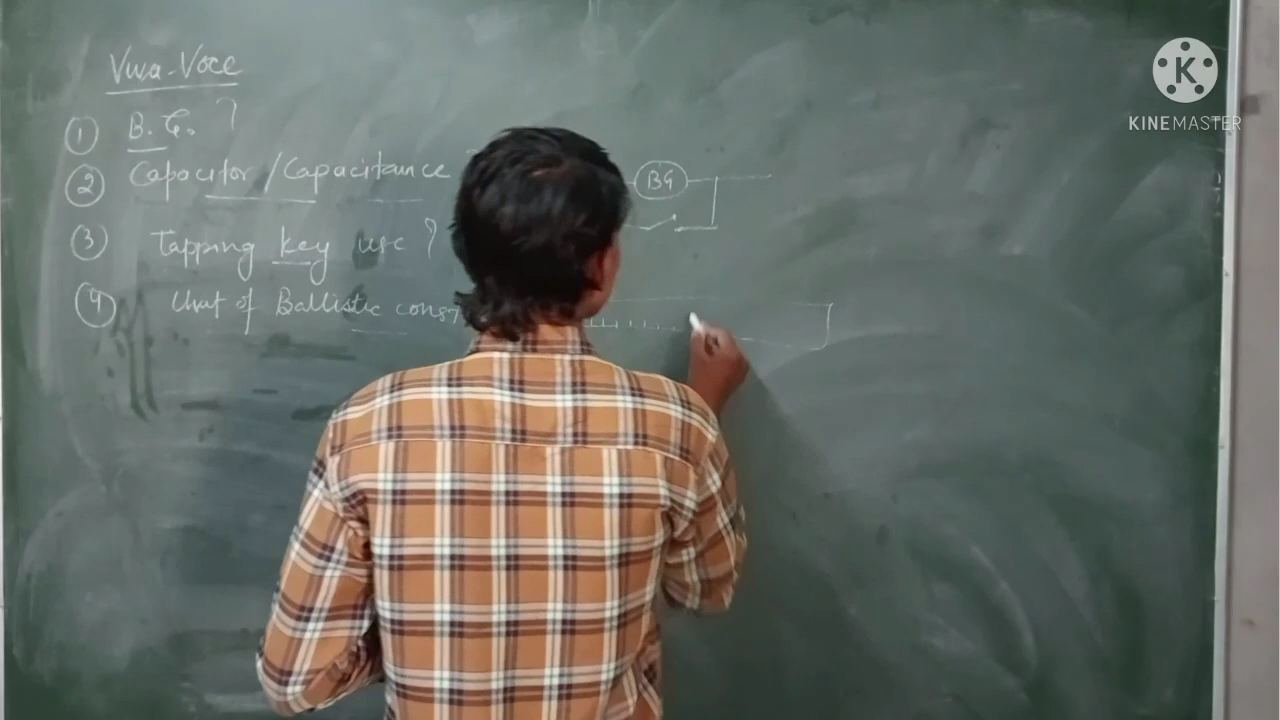 Viva-Voce
① B.G. ?
② Capacitor / Capacitance
③ Tapping key use ?
④ Unit of Ballistic const
BG
K
KINEMASTER